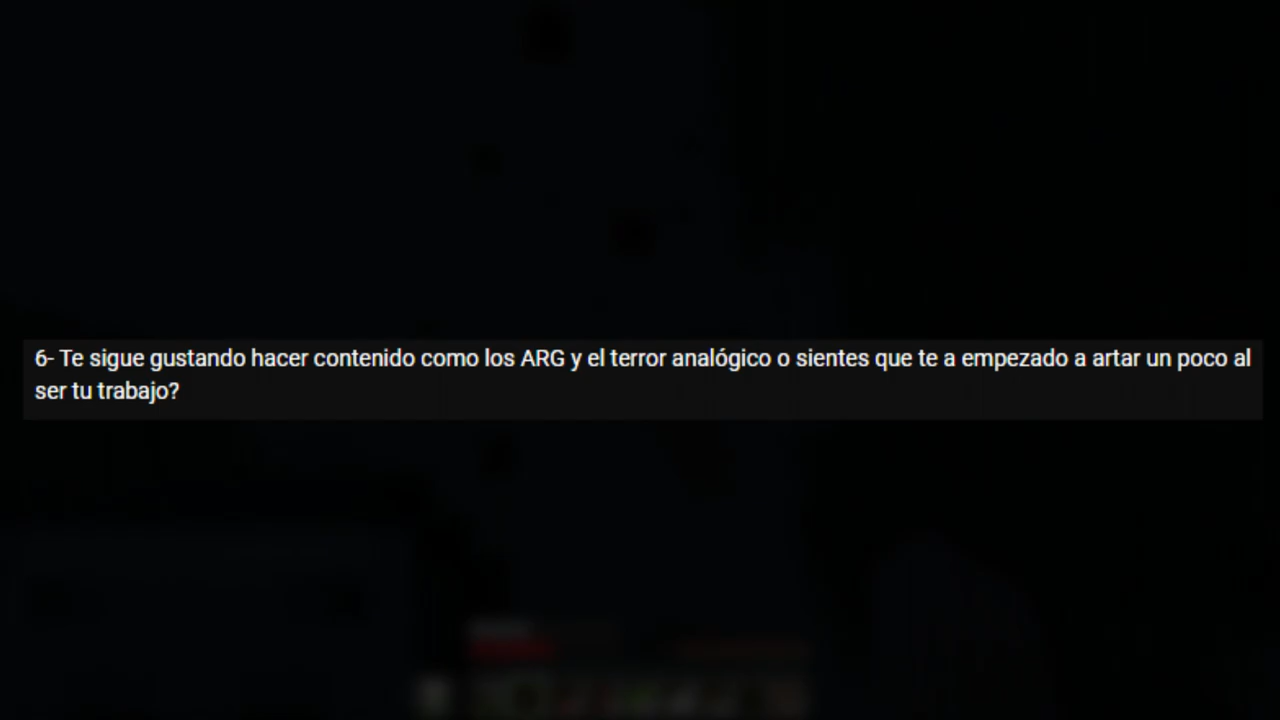 6- Te sigue gustando hacer contenido como los ARG y el terror analógico o sientes que te a empezado a artar un poco al
ser tu trabajo?